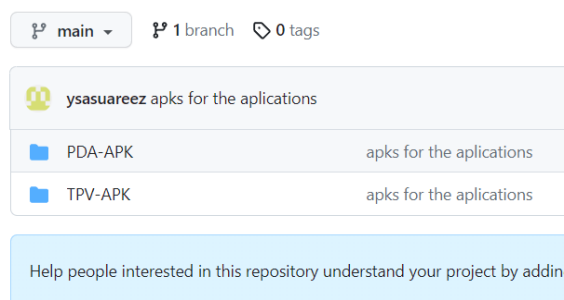 main 1 branch 0 tags
ysasuareez apks for the aplications
PDA-APK apks for the aplications
TPV-APK apks for the aplications
Help people interested in this repository understand your project by addin